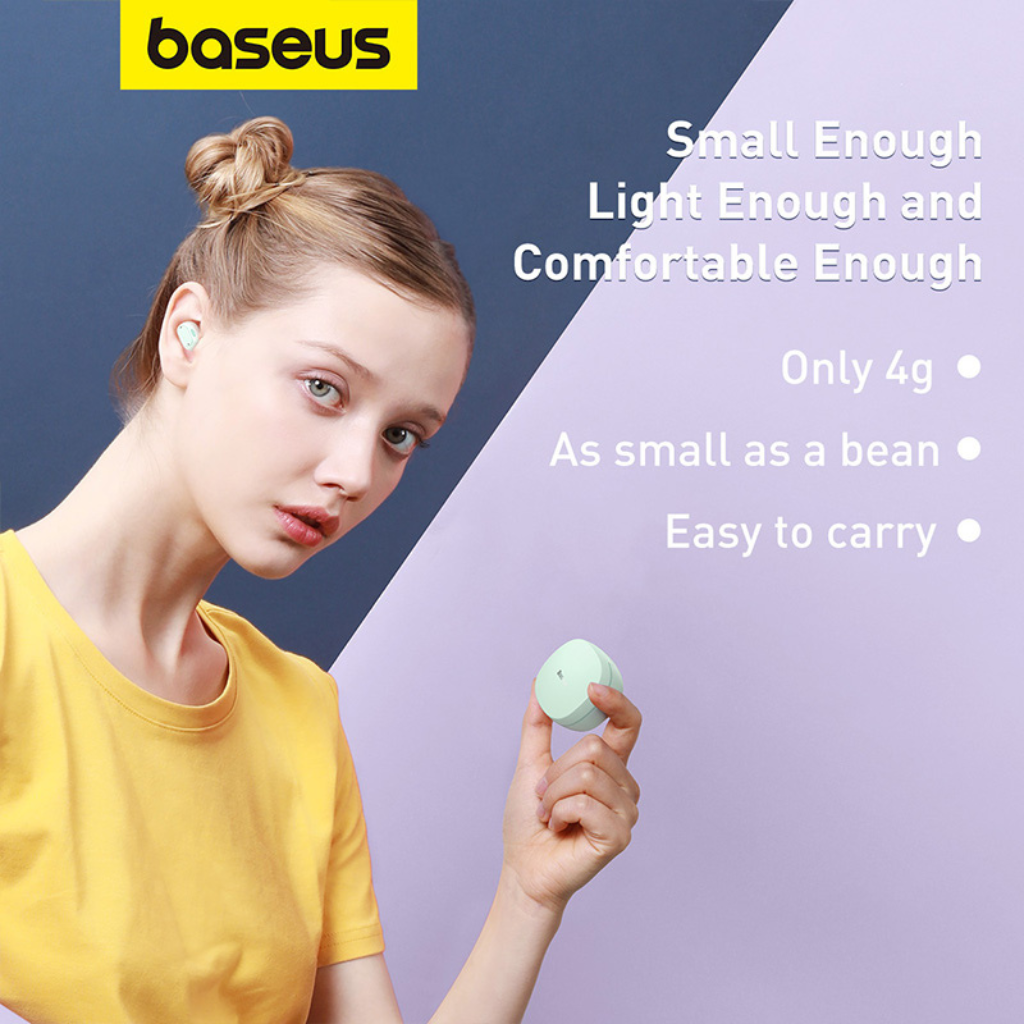 baseus
Small Enough
Light Enough and
Comfortable Enough
Only 4g
As small as a bean
Easy to carry